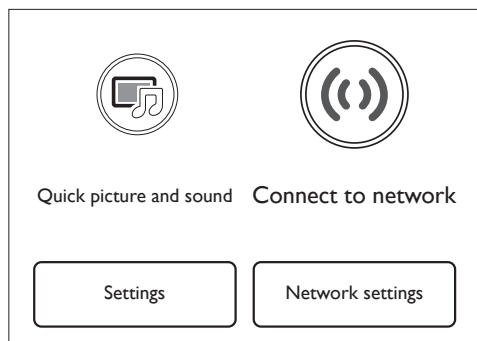 Quick picture and sound
Connect to network
Settings
Network settings